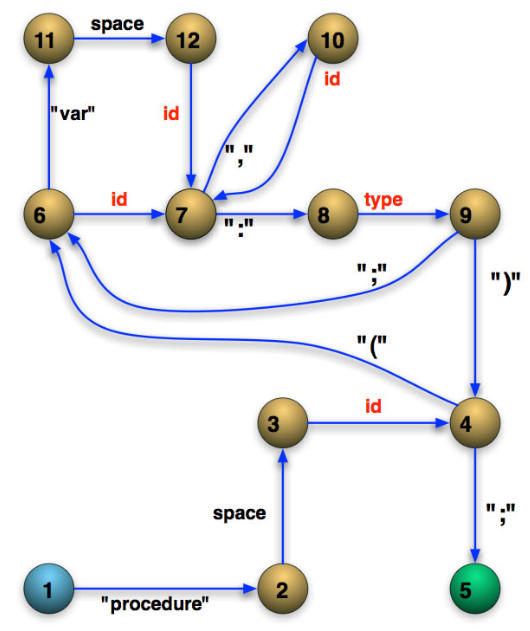 11
space
12
10
id
"var"
id
","
6
id
7
":"
8
type
9
";"
")"
"("
3
id
4
space
";"
1
"procedure"
2
5